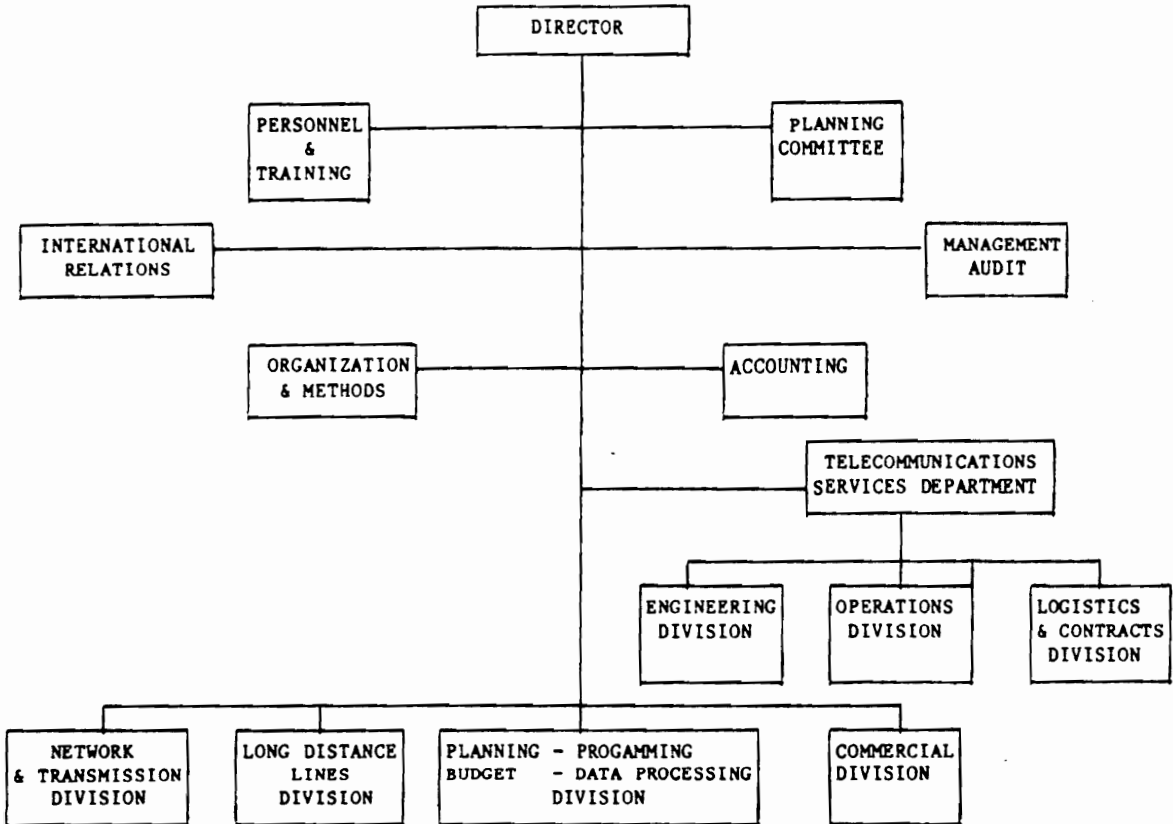 DIRECTOR
PERSONNEL
&
TRAINING
PLANNING
COMMITTEE
INTERNATIONAL
RELATIONS
MANAGEMENT
AUDIT
ORGANIZATION
& METHODS
ACCOUNTING
TELECOMMUNICATIONS
SERVICES DEPARTMENT
ENGINEERING
DIVISION
OPERATIONS
DIVISION
LOGISTICS
& CONTRACTS
DIVISION
NETWORK
& TRANSMISSION
DIVISION
LONG DISTANCE
LINES
DIVISION
PLANNING - PROGAMMING
BUDGET - DATA PROCESSING
DIVISION
COMMERCIAL
DIVISION